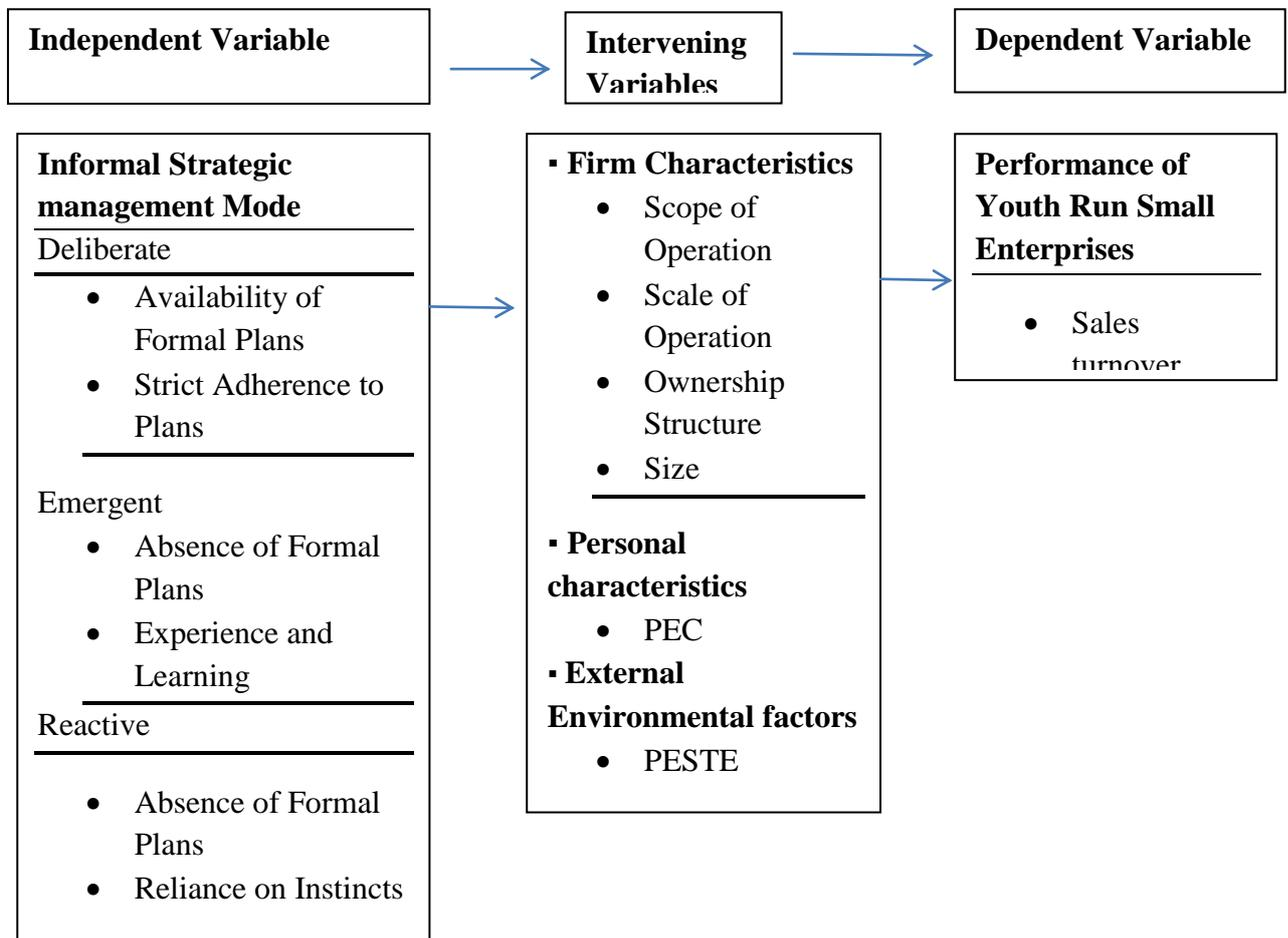 Independent Variable
Intervening
Variables
Dependent Variable
Informal Strategic
management Mode
Deliberate
• Availability of
Formal Plans
• Strict Adherence to
Plans
Emergent
• Absence of Formal
Plans
• Experience and
Learning
Reactive
• Absence of Formal
Plans
• Reliance on Instincts
▪ Firm Characteristics
• Scope of
Operation
• Scale of
Operation
• Ownership
Structure
• Size
▪ Personal
characteristics
• PEC
▪ External
Environmental factors
• PESTE
Performance of
Youth Run Small
Enterprises
• Sales
turnover